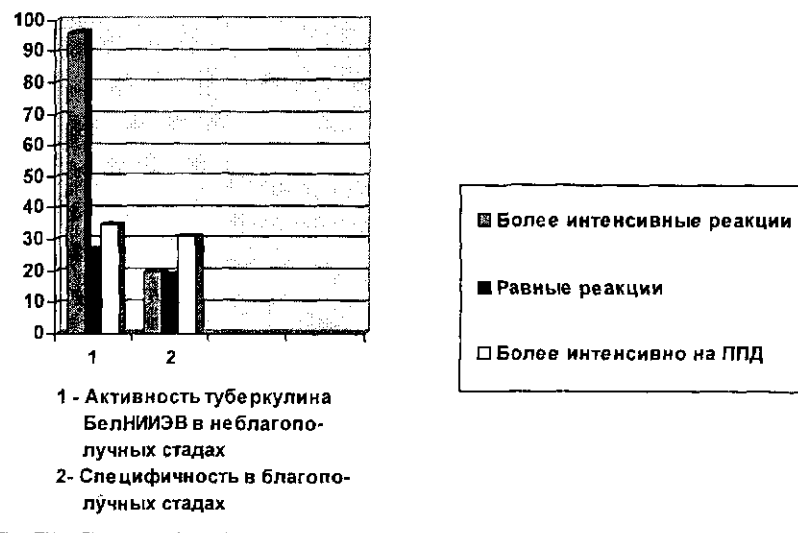 100
90
80
70
60
50
40
30
20
10
0
1 2
Более интенсивные реакции
Равные реакции
Более интенсивно на ППД
1 - Активность туберкулина
БелНИИЭВ в неблагопо-
лучных стадах
2- Специфичность в благопо-
лучных стадах